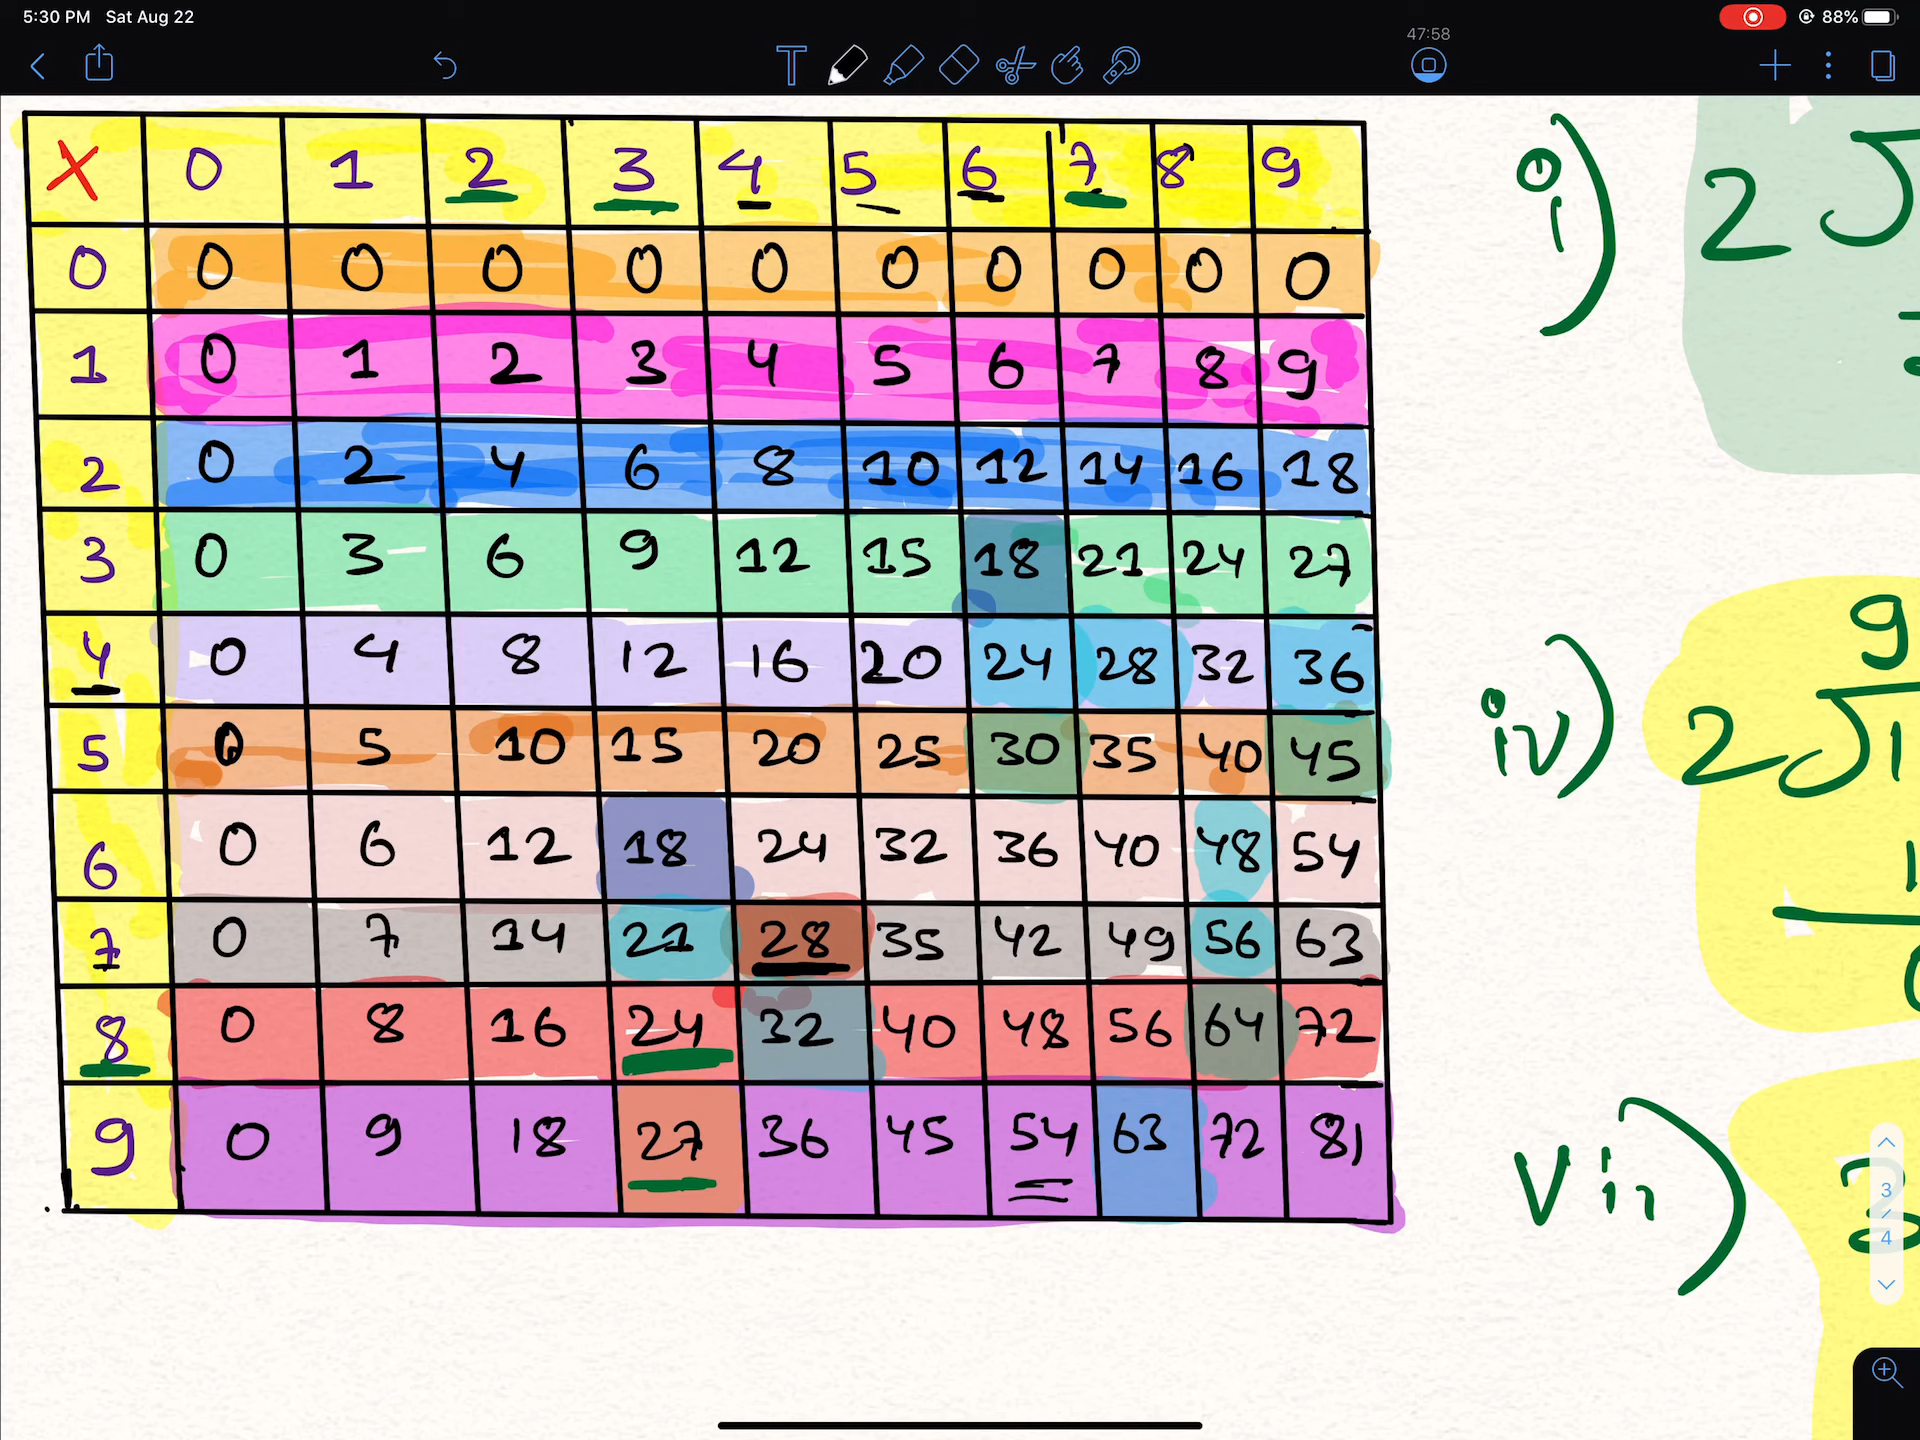 5:30 PM Sat Aug 22 88%
47:58
X 0 1 2 3 4 5 6 7 8 9
0 0 0 0 0 0 0 0 0 0 0
1 0 1 2 3 4 5 6 7 8 9
2 0 2 4 6 8 10 12 14 16 18
3 0 3 6 9 12 15 18 21 24 27
4 0 4 8 12 16 20 24 28 32 36
5 0 5 10 15 20 25 30 35 40 45
6 0 6 12 18 24 32 36 40 48 54
7 0 7 14 21 28 35 42 49 56 63
8 0 8 16 24 32 40 48 56 64 72
9 0 9 18 27 36 45 54 63 72 81
i) 2
9
iv) 2 1
1
0
vii)
3
4